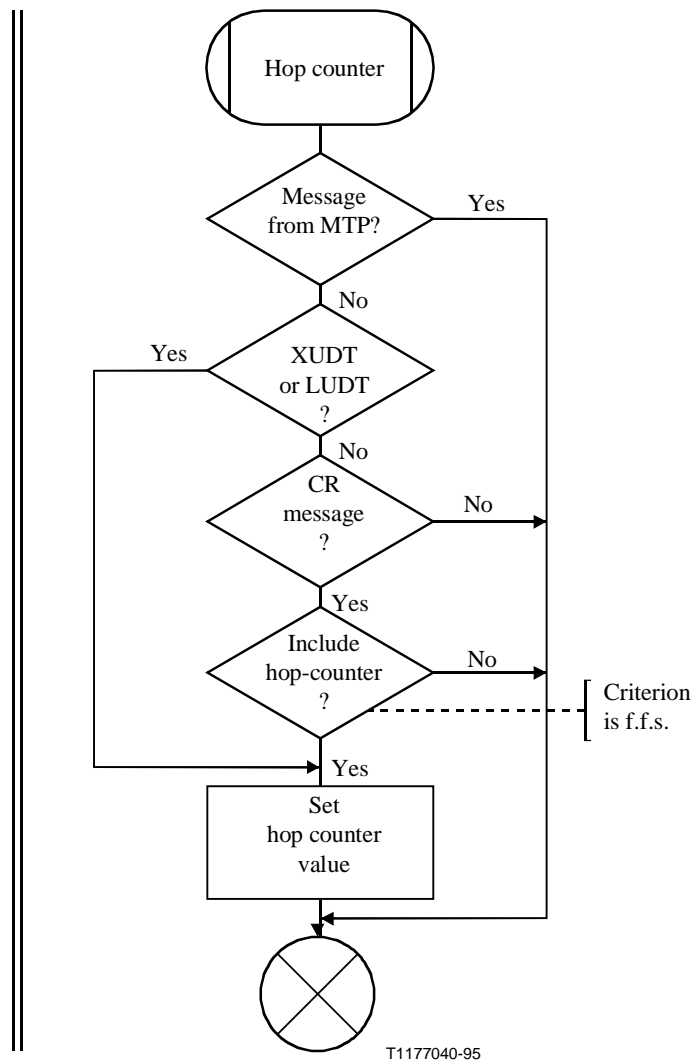 Hop counter
Message
from MTP?
Yes
No
Yes
XUDT
or LUDT
?
No
CR
message
?
No
Yes
Include
hop-counter
?
No
Criterion
is f.f.s.
Yes
Set
hop counter
value
T1177040-95